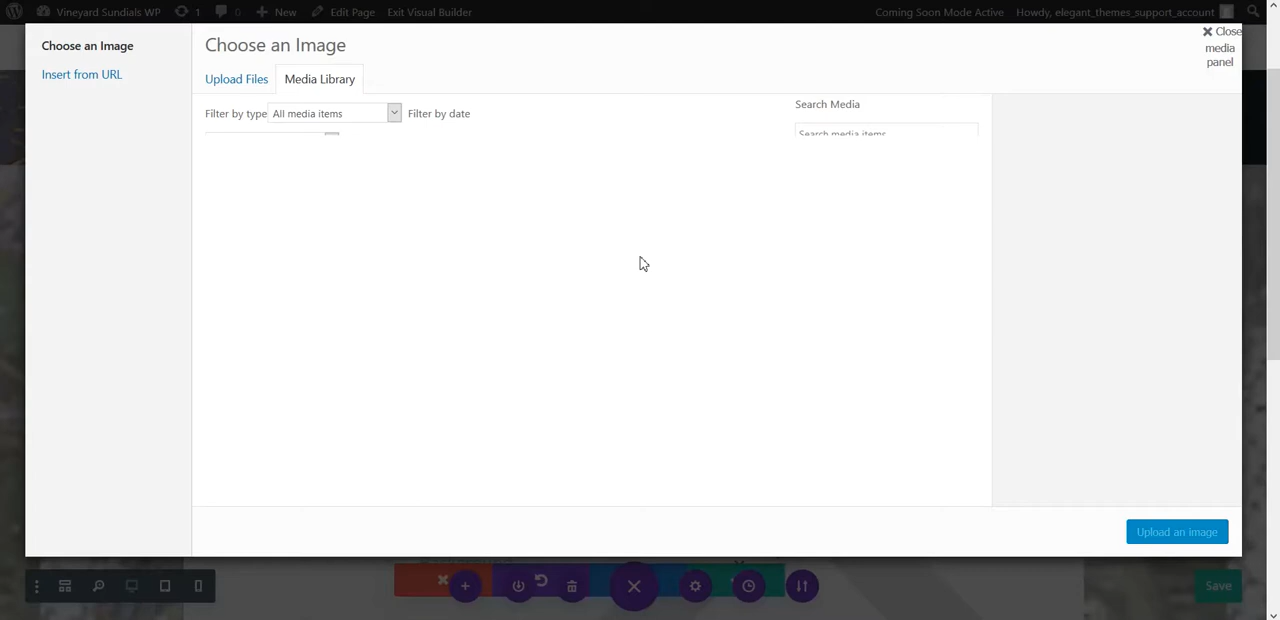 Vineyard Sundials WP 1 0 New Edit Page Exit Visual Builder Coming Soon Mode Active Howdy, elegant_themes_support_account
Choose an Image
Insert from URL
Choose an Image
Close
media
panel
Upload Files Media Library
Filter by type All media items Filter by date
Search Media
Search media items
Upload an image
Save